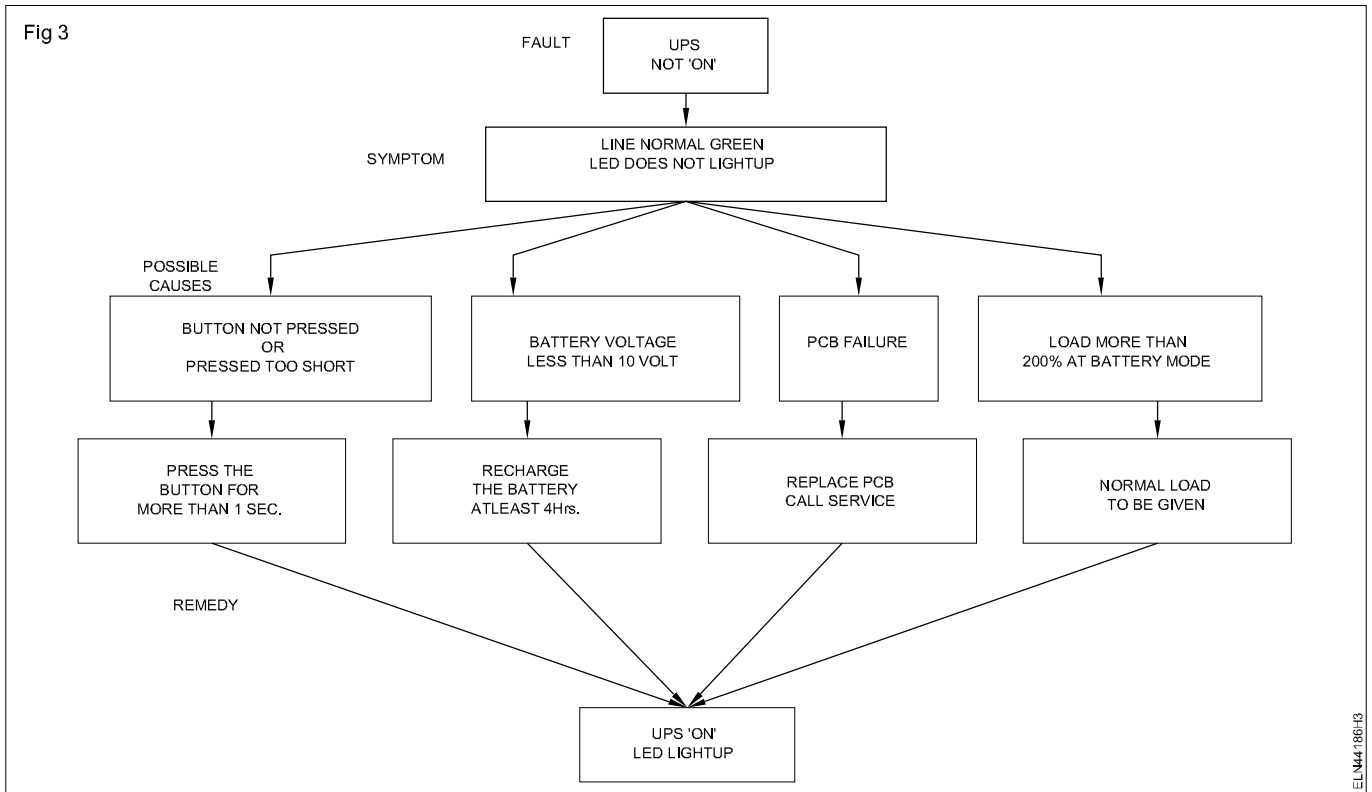 Fig 3
FAULT
UPS
NOT 'ON'
SYMPTOM
LINE NORMAL GREEN
LED DOES NOT LIGHTUP
POSSIBLE
CAUSES
BUTTON NOT PRESSED
OR
PRESSED TOO SHORT
BATTERY VOLTAGE
LESS THAN 10 VOLT
PCB FAILURE
LOAD MORE THAN
200% AT BATTERY MODE
PRESS THE
BUTTON FOR
MORE THAN 1 SEC.
RECHARGE
THE BATTERY
ATLEAST 4Hrs.
REPLACE PCB
CALL SERVICE
NORMAL LOAD
TO BE GIVEN
REMEDY
UPS 'ON'
LED LIGHTUP
ELN44186H3